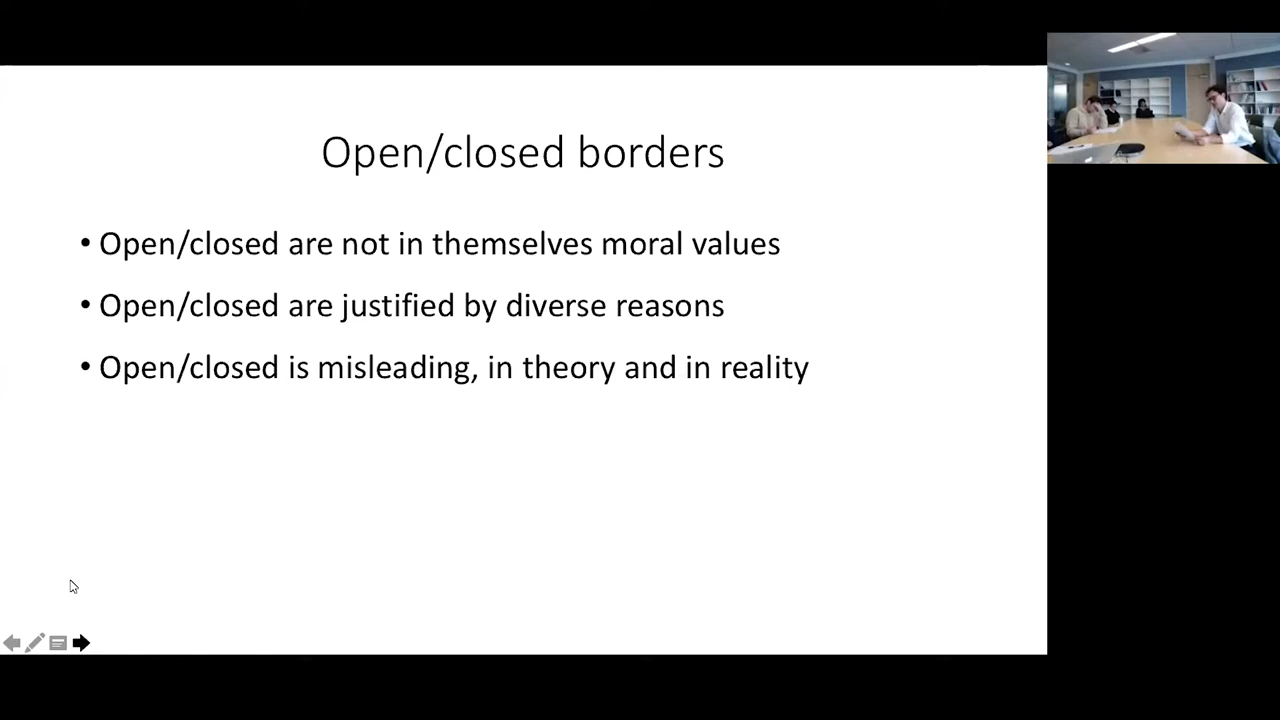 Open/closed borders
• Open/closed are not in themselves moral values
• Open/closed are justified by diverse reasons
• Open/closed is misleading, in theory and in reality